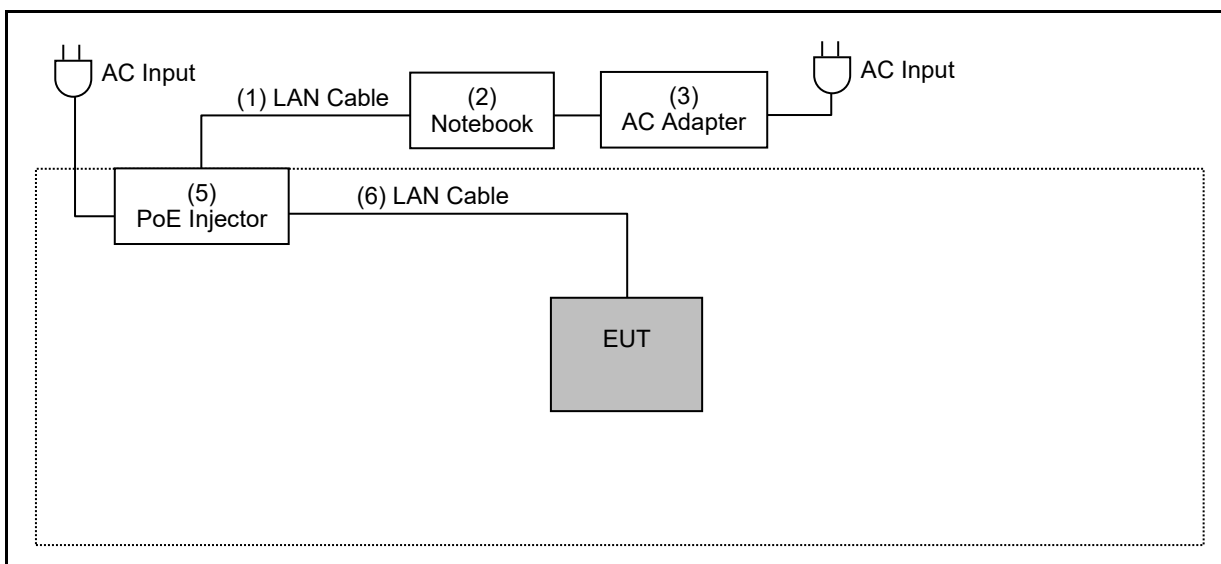 AC Input
AC Input
(1) LAN Cable
(2)
Notebook
(3)
AC Adapter
(5)
PoE Injector
(6) LAN Cable
EUT